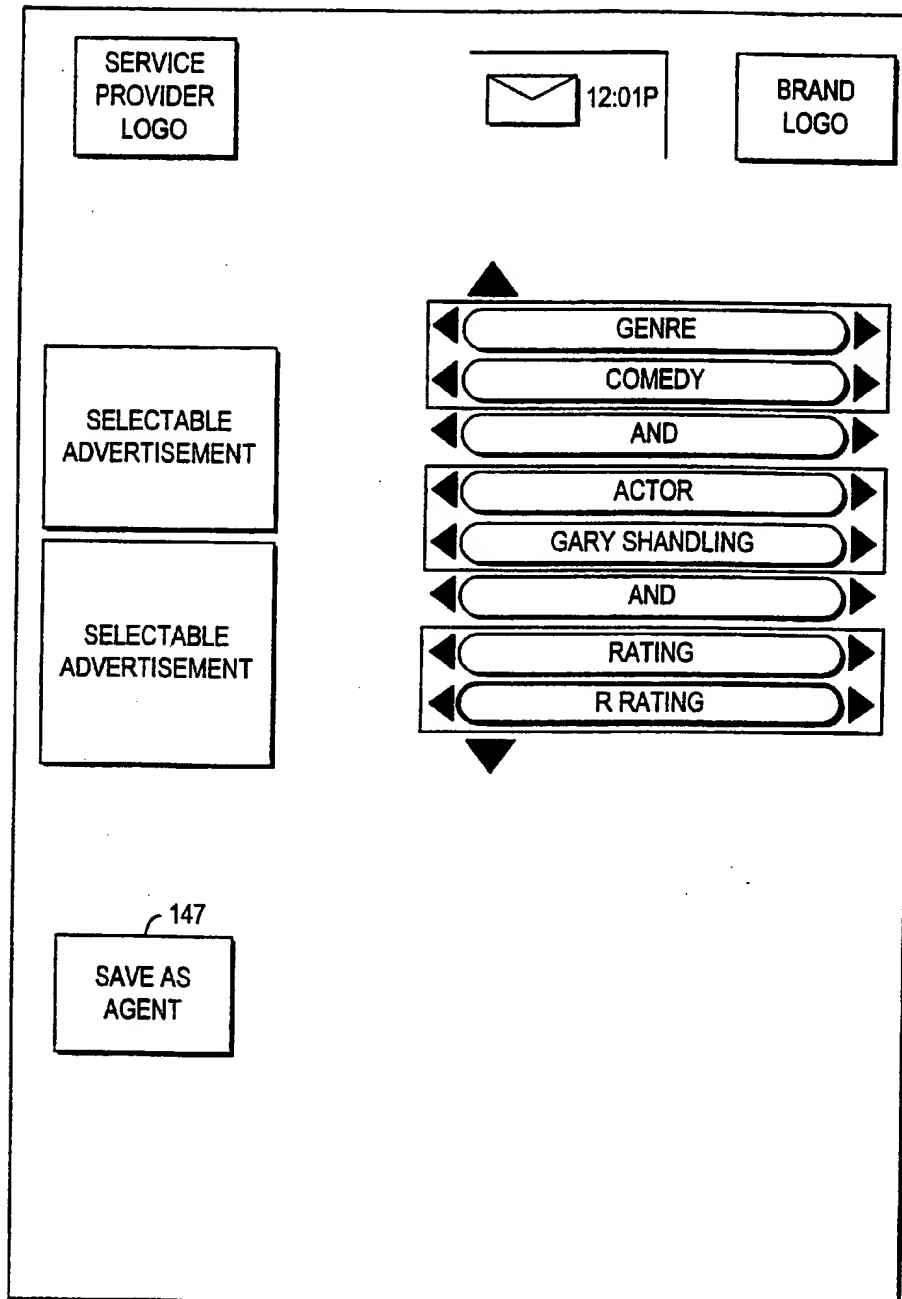 SERVICE
PROVIDER
LOGO
12:01P
BRAND
LOGO
GENRE
COMEDY
AND
ACTOR
GARY SHANDLING
AND
RATING
R RATING
SELECTABLE
ADVERTISEMENT
SELECTABLE
ADVERTISEMENT
147
SAVE AS
AGENT